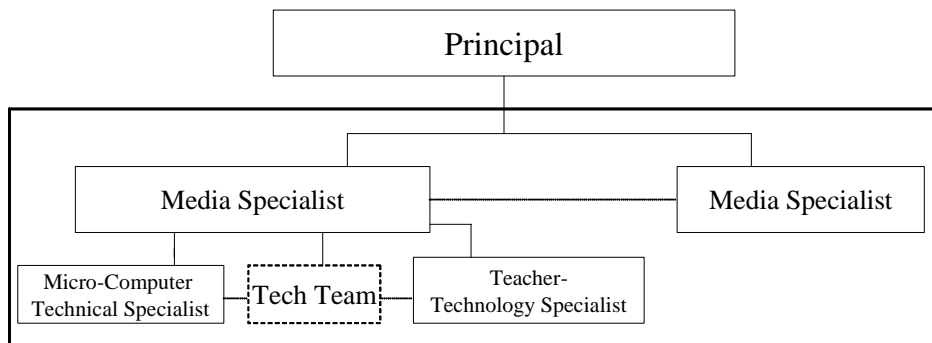 Principal
Media Specialist
Media Specialist
Micro-Computer
Technical Specialist
Tech Team
Teacher-
Technology Specialist